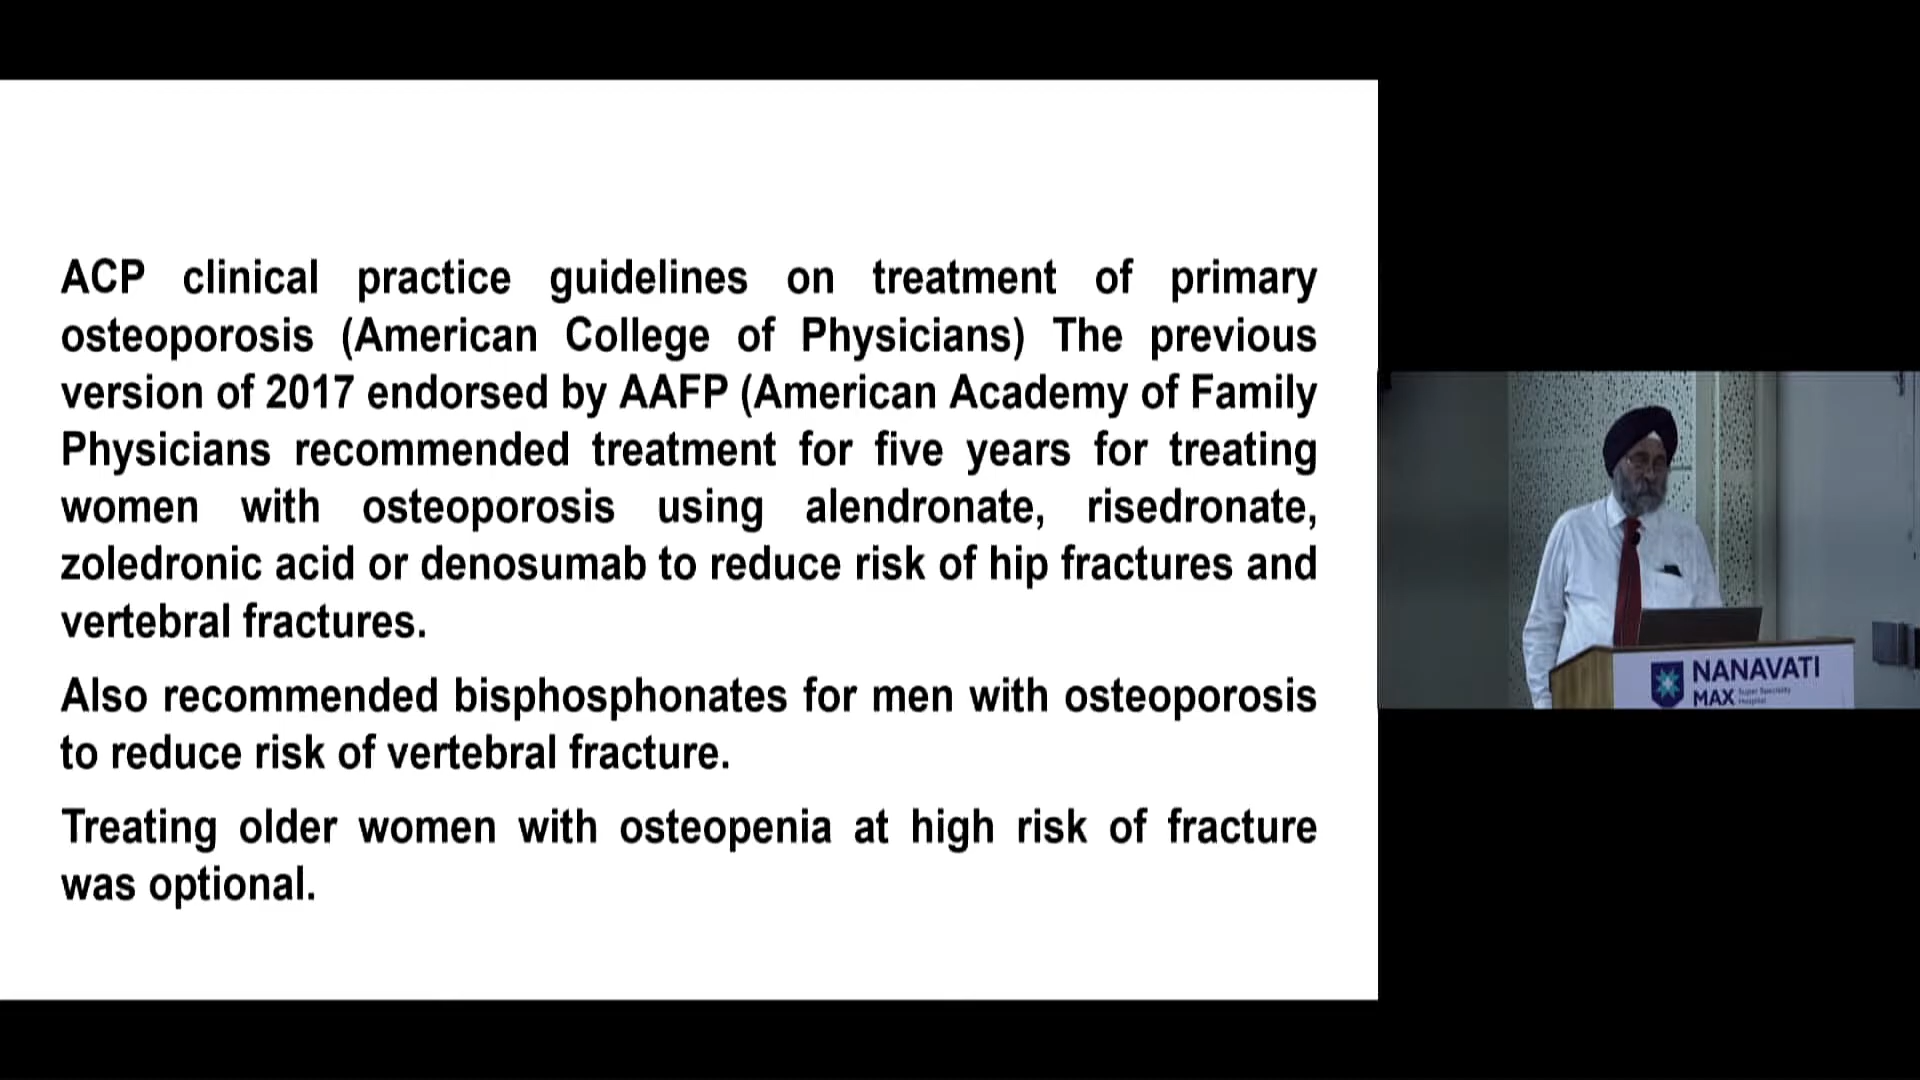 ACP clinical practice guidelines on treatment of primary
osteoporosis (American College of Physicians) The previous
version of 2017 endorsed by AAFP (American Academy of Family
Physicians recommended treatment for five years for treating
women with osteoporosis using alendronate, risedronate,
zoledronic acid or denosumab to reduce risk of hip fractures and
vertebral fractures.
Also recommended bisphosphonates for men with osteoporosis
to reduce risk of vertebral fracture.
Treating older women with osteopenia at high risk of fracture
was optional.
NANAVATI
MAX Super Speciality
Hospital